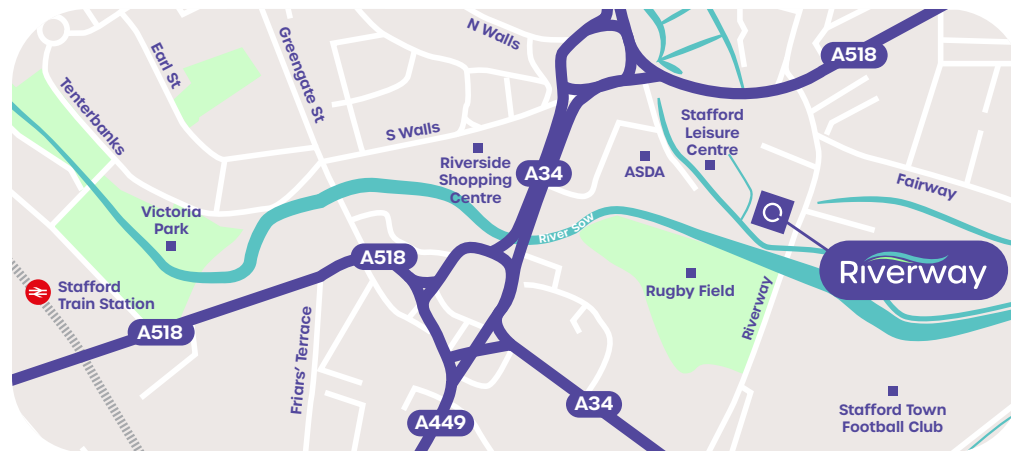 N Walls
Earl St
Greengate St
A518
Tenterbanks
S Walls
Stafford
Leisure
Centre
Riverside
Shopping
Centre
A34
ASDA
Fairway
Victoria
Park
River Sow
A518
Riverway
Stafford
Train Station
Rugby Field
Riverway
A518
Friars' Terrace
A34
A449
Stafford Town
Football Club